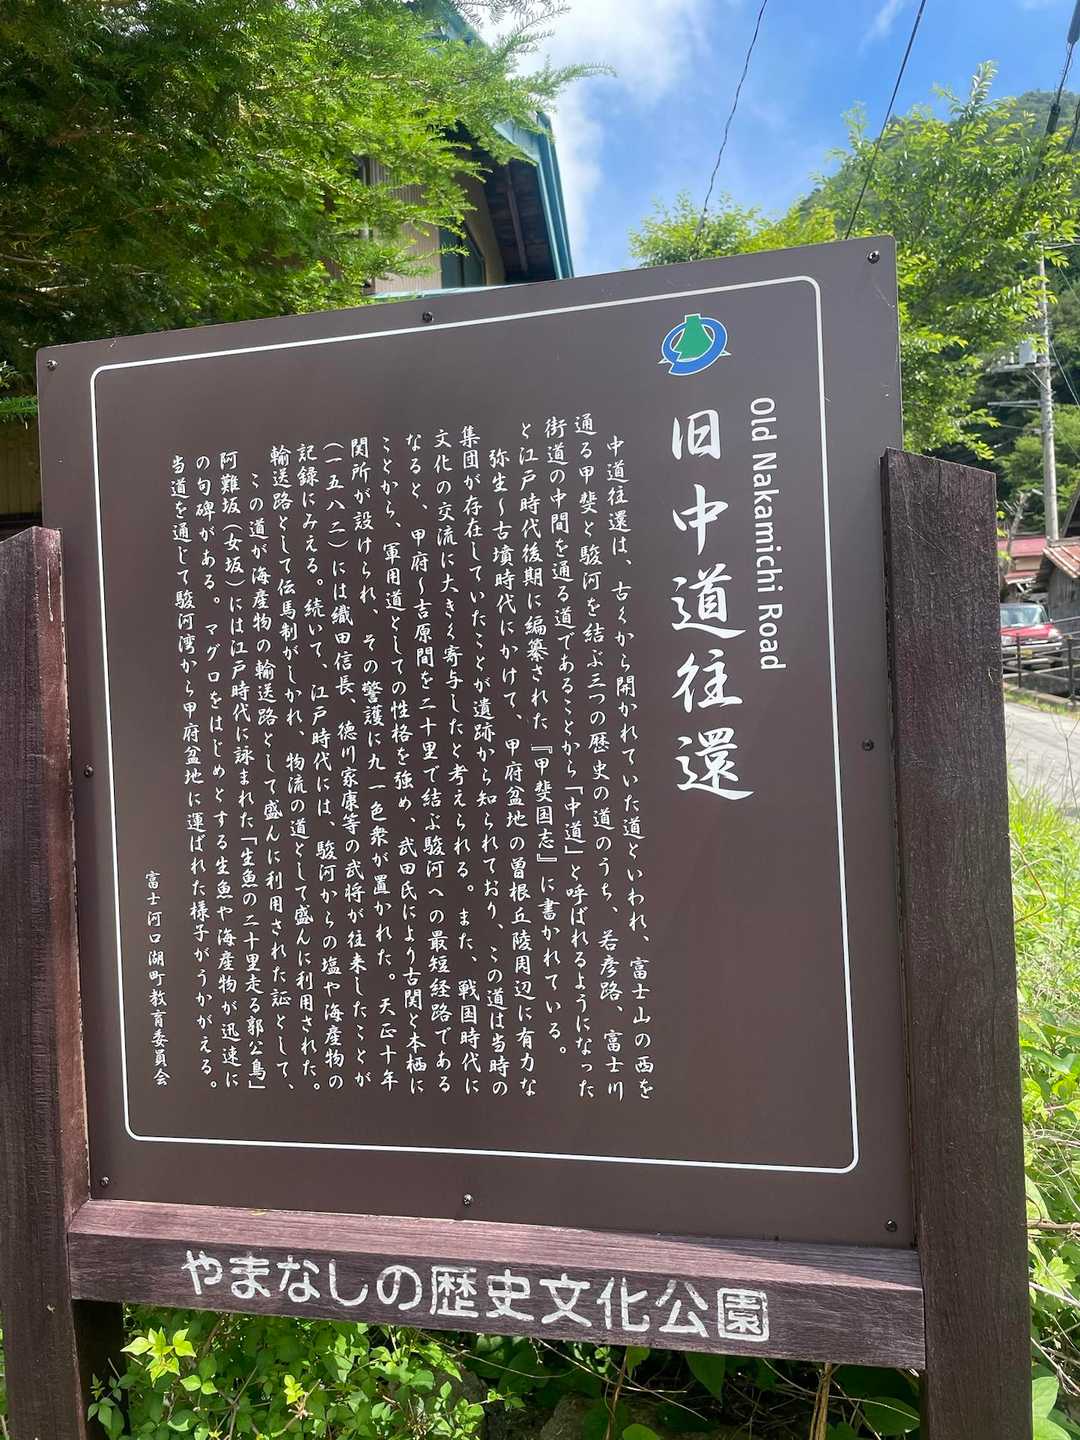 Old Nakamichi Road
旧中道往還
中道往還は、古くから開かれていた道といわれ、富士山の西を
通る甲斐と駿河を結ぶ三つの歴史の道のうち、若彦路、富士川
街道の中間を通る道であることから「中道」と呼ばれるようになった
と江戸時代後期に編纂された『甲斐国志』に書かれている。
弥生〜古墳時代にかけて、甲府盆地の曽根丘陵周辺に有力な
集団が存在していたことが遺跡から知られており、この道は当時の
文化の交流に大きく寄与したと考えられる。また、戦国時代に
なると、甲府〜吉原間を二十里で結ぶ駿河への最短経路である
ことから、軍用道としての性格を強め、武田氏により古関と本栖に
関所が設けられ、その警護に九一色衆が置かれた。天正十年
(一五八二)には織田信長、徳川家康等の武将が往来したことが
記録にみえる。続いて、江戸時代には、駿河からの塩や海産物の
輸送路として伝馬制がしかれ、物流の道として盛んに利用された。
この道が海産物の輸送路として盛んに利用された証として、
阿難坂(女坂)には江戸時代に詠まれた「生魚の二十里走る郭公鳥」
の句碑がある。マグロをはじめとする生魚や海産物が迅速に
当道を通じて駿河湾から甲府盆地に運ばれた様子がうかがえる。
富士河口湖町教育委員会
やまなしの歴史文化公園